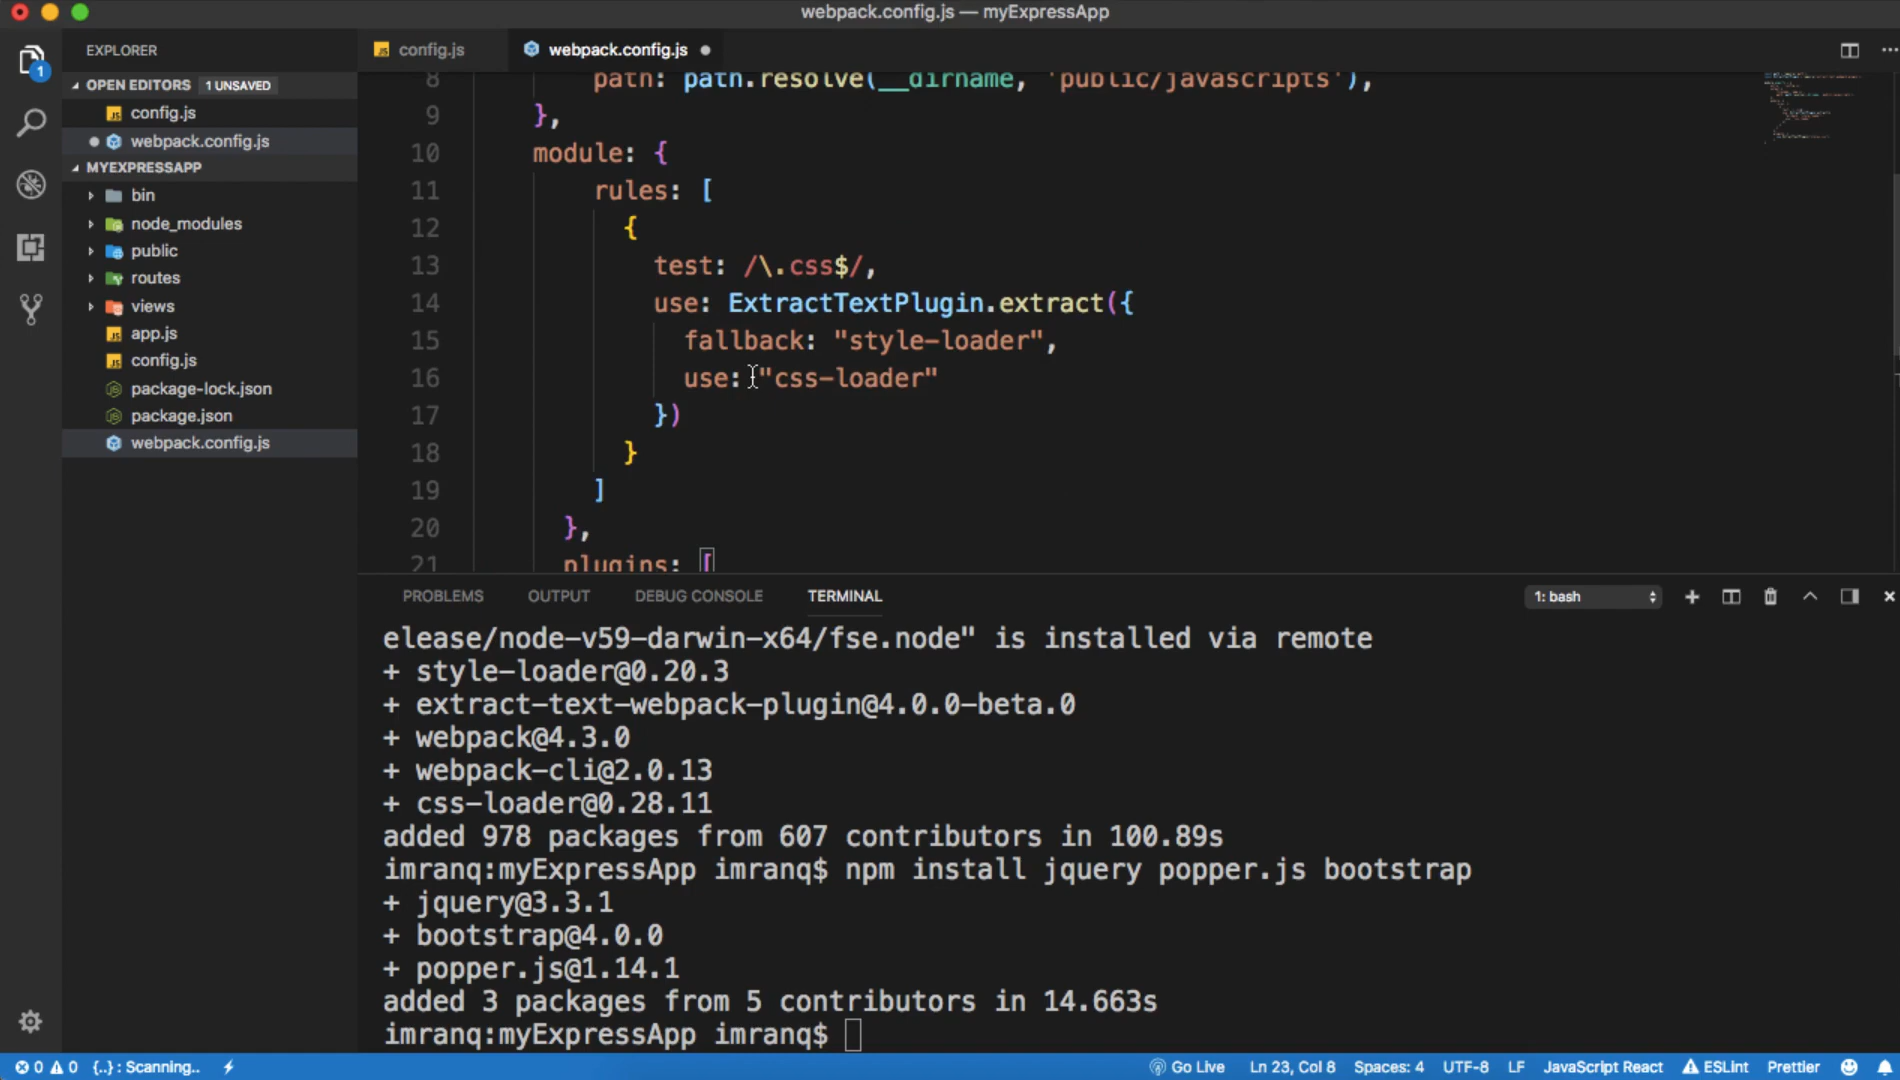 webpack.config.js — myExpressApp
EXPLORER
OPEN EDITORS 1 UNSAVED
config.js
webpack.config.js
MYEXPRESSAPP
bin
node_modules
public
routes
views
app.js
config.js
package-lock.json
package.json
webpack.config.js
1
config.js
webpack.config.js
8 path: path.resolve(__dirname, 'public/javascripts'),
9 },
10 module: {
11 rules: [
12 {
13 test: /\.css$/,
14 use: ExtractTextPlugin.extract({
15 fallback: "style-loader",
16 use: "css-loader"
17 })
18 }
19 ]
20 },
21 plugins: [
PROBLEMS OUTPUT DEBUG CONSOLE TERMINAL 1: bash
elease/node-v59-darwin-x64/fse.node" is installed via remote
+ style-loader@0.20.3
+ extract-text-webpack-plugin@4.0.0-beta.0
+ webpack@4.3.0
+ webpack-cli@2.0.13
+ css-loader@0.28.11
added 978 packages from 607 contributors in 100.89s
imranq:myExpressApp imranq$ npm install jquery popper.js bootstrap
+ jquery@3.3.1
+ bootstrap@4.0.0
+ popper.js@1.14.1
added 3 packages from 5 contributors in 14.663s
imranq:myExpressApp imranq$
0 0 {..} : Scanning.. Go Live Ln 23, Col 8 Spaces: 4 UTF-8 LF JavaScript React ESLint Prettier